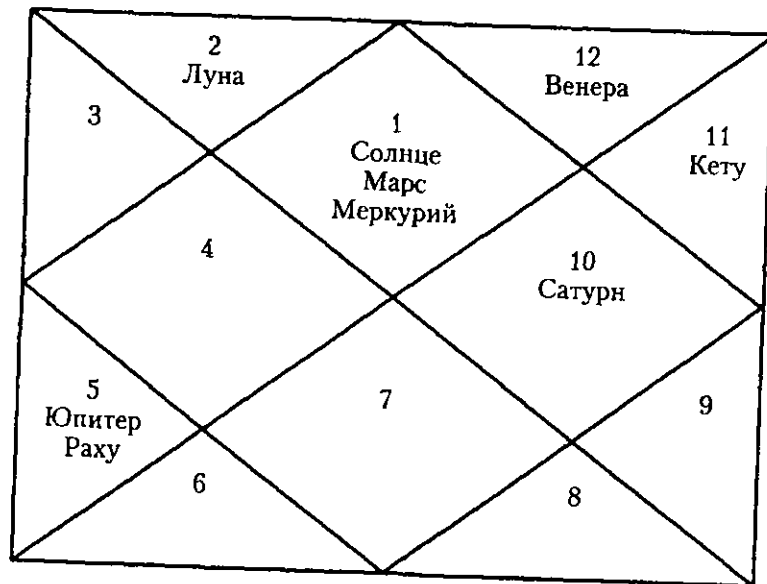 2
Луна
12
Венера
3
1
Солнце
Марс
Меркурий
11
Кету
4
10
Сатурн
5
Юпитер
Раху
7
9
6
8